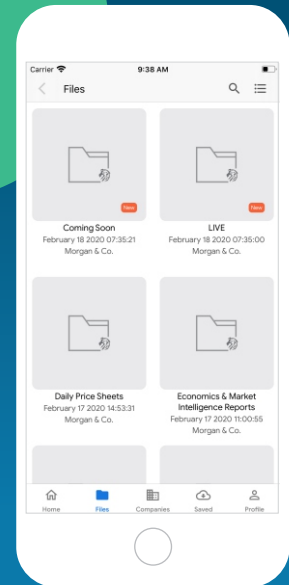 Carrier 9:38 AM
Files
New
New
Coming Soon
February 18 2020 07:35:21
Morgan & Co.
LIVE
February 18 2020 07:35:00
Morgan & Co.
Daily Price Sheets
February 17 2020 14:53:31
Morgan & Co.
Economics & Market
Intelligence Reports
February 17 2020 11:00:55
Morgan & Co.
Home Files Companies Saved Profile